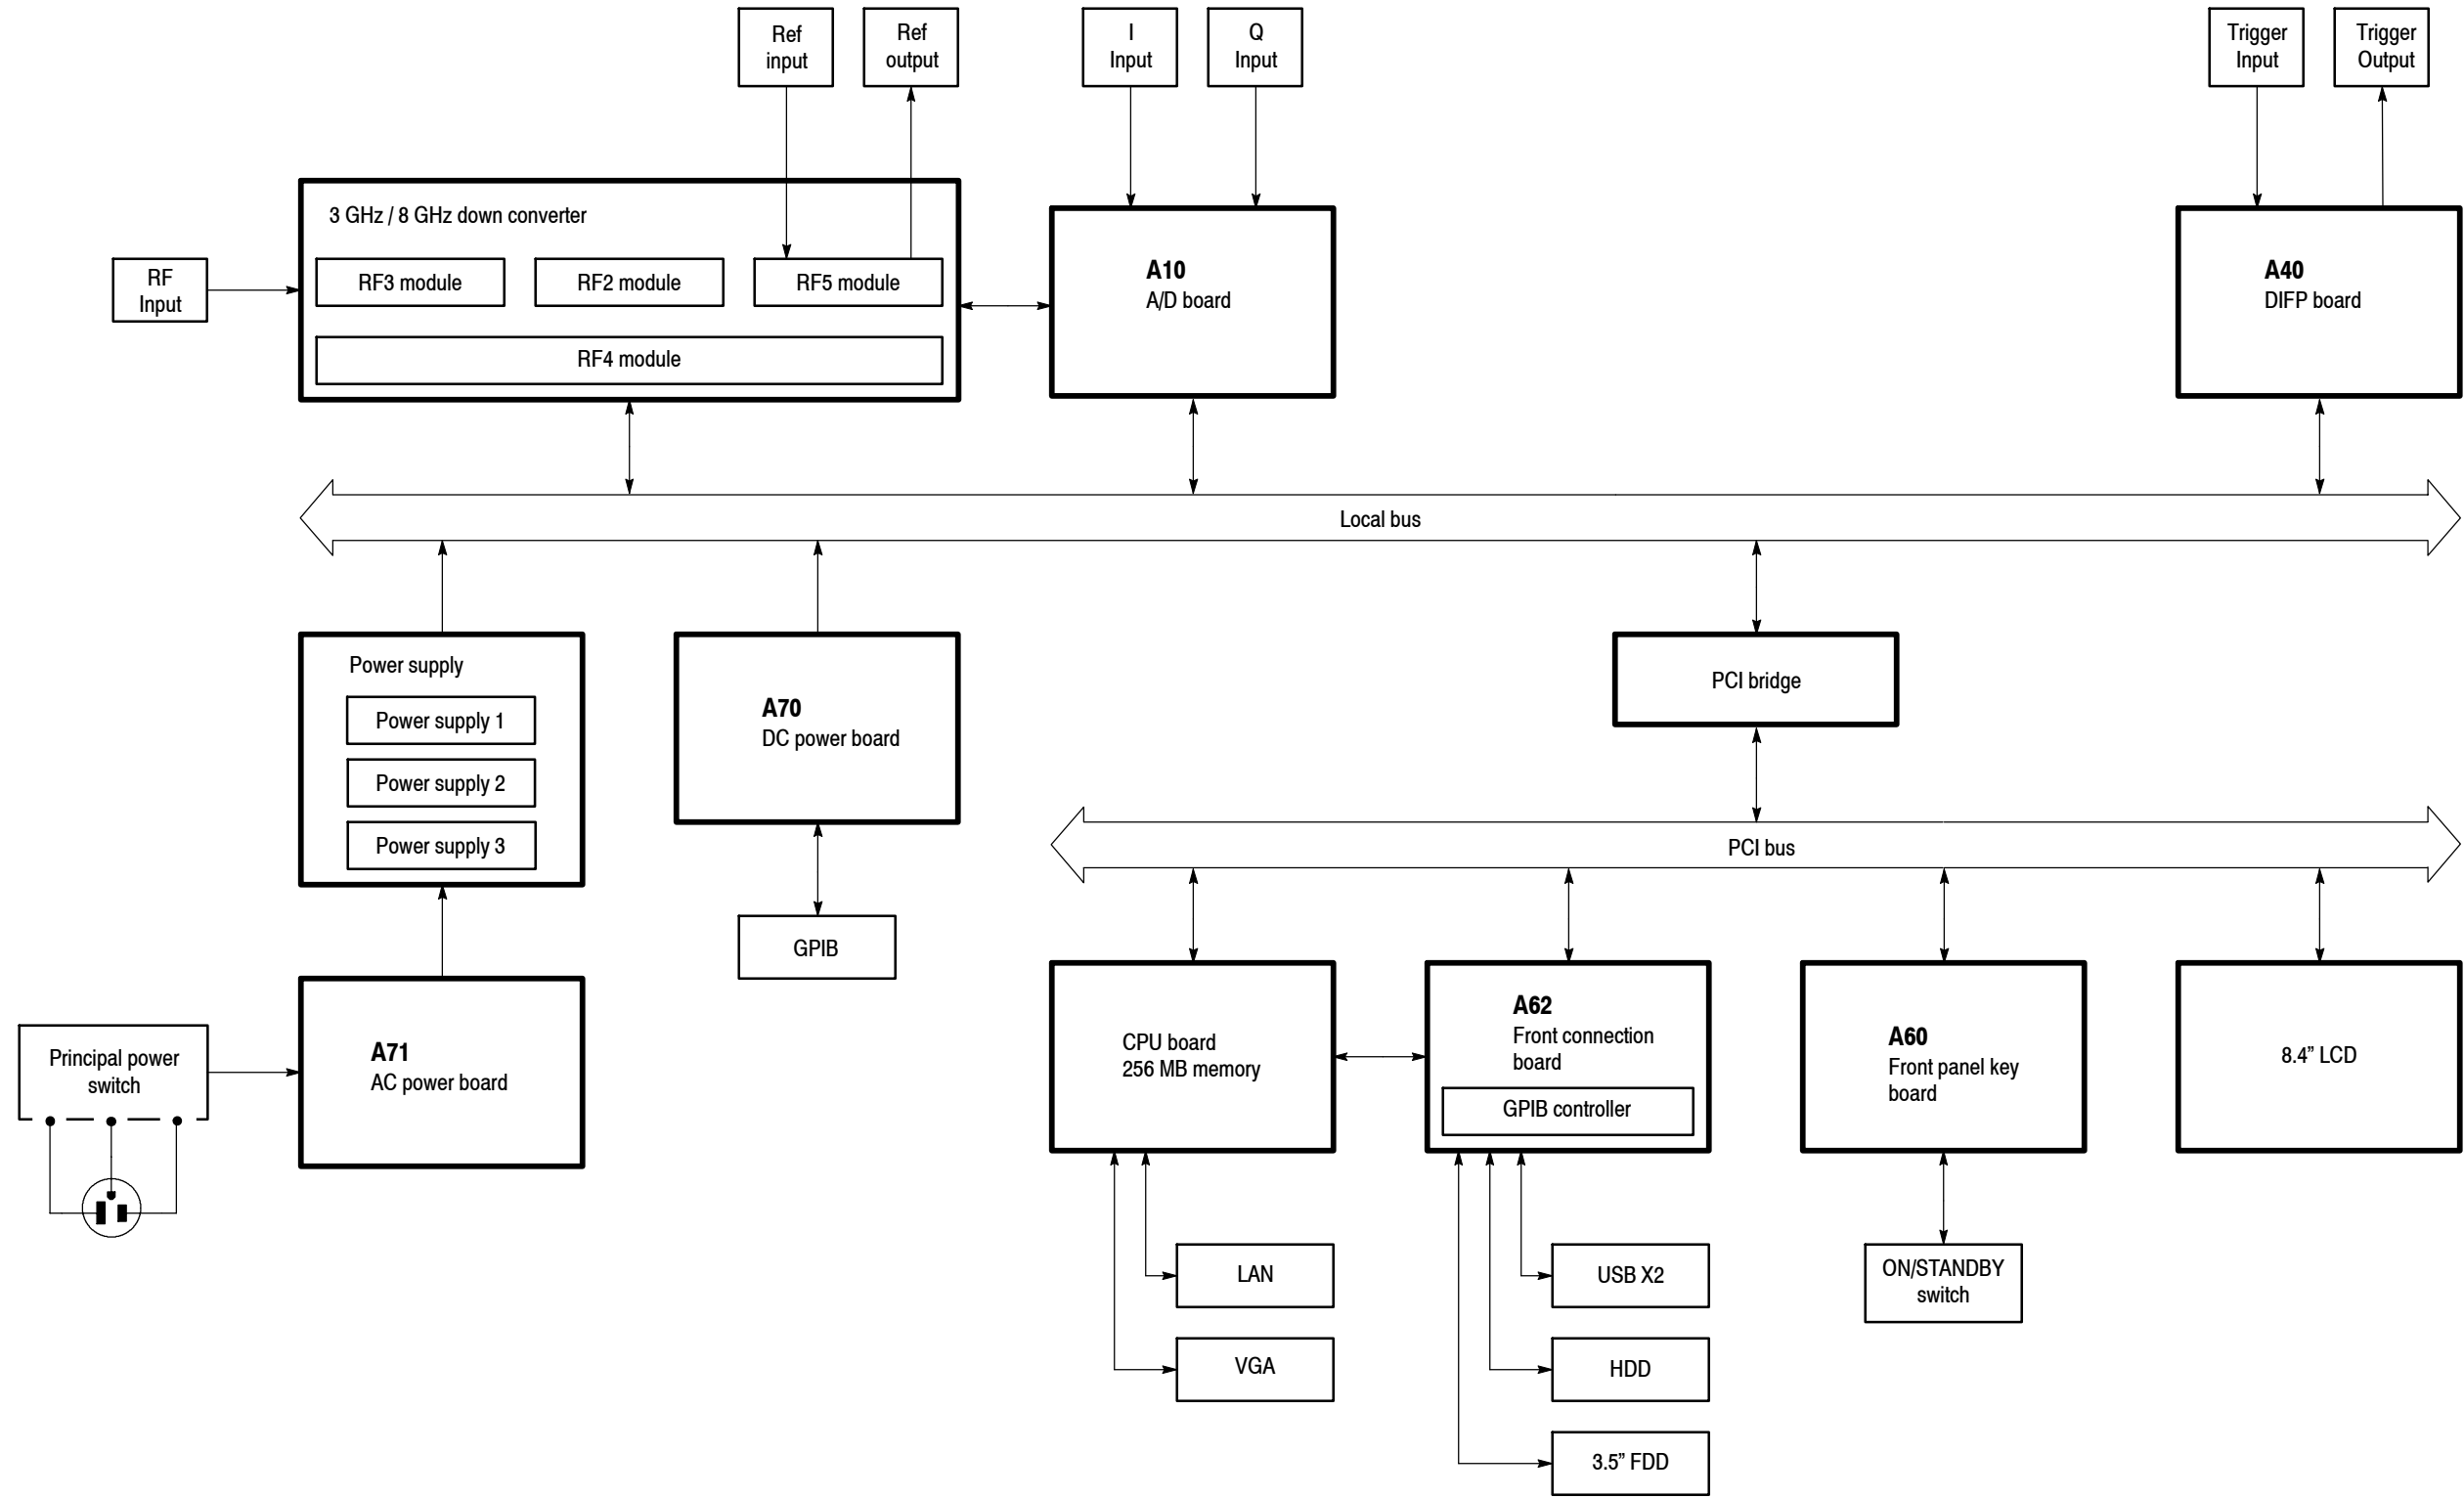 Ref
input
Ref
output
I
Input
Q
Input
Trigger
Input
Trigger
Output
3 GHz / 8 GHz down converter
RF
Input
RF3 module
RF2 module
RF5 module
RF4 module
A10
A/D board
A40
DIFP board
Local bus
Power supply
Power supply 1
Power supply 2
Power supply 3
A70
DC power board
PCI bridge
PCI bus
GPIB
Principal power
switch
A71
AC power board
CPU board
256 MB memory
A62
Front connection
board
GPIB controller
A60
Front panel key
board
8.4” LCD
LAN
VGA
USB X2
HDD
3.5” FDD
ON/STANDBY
switch